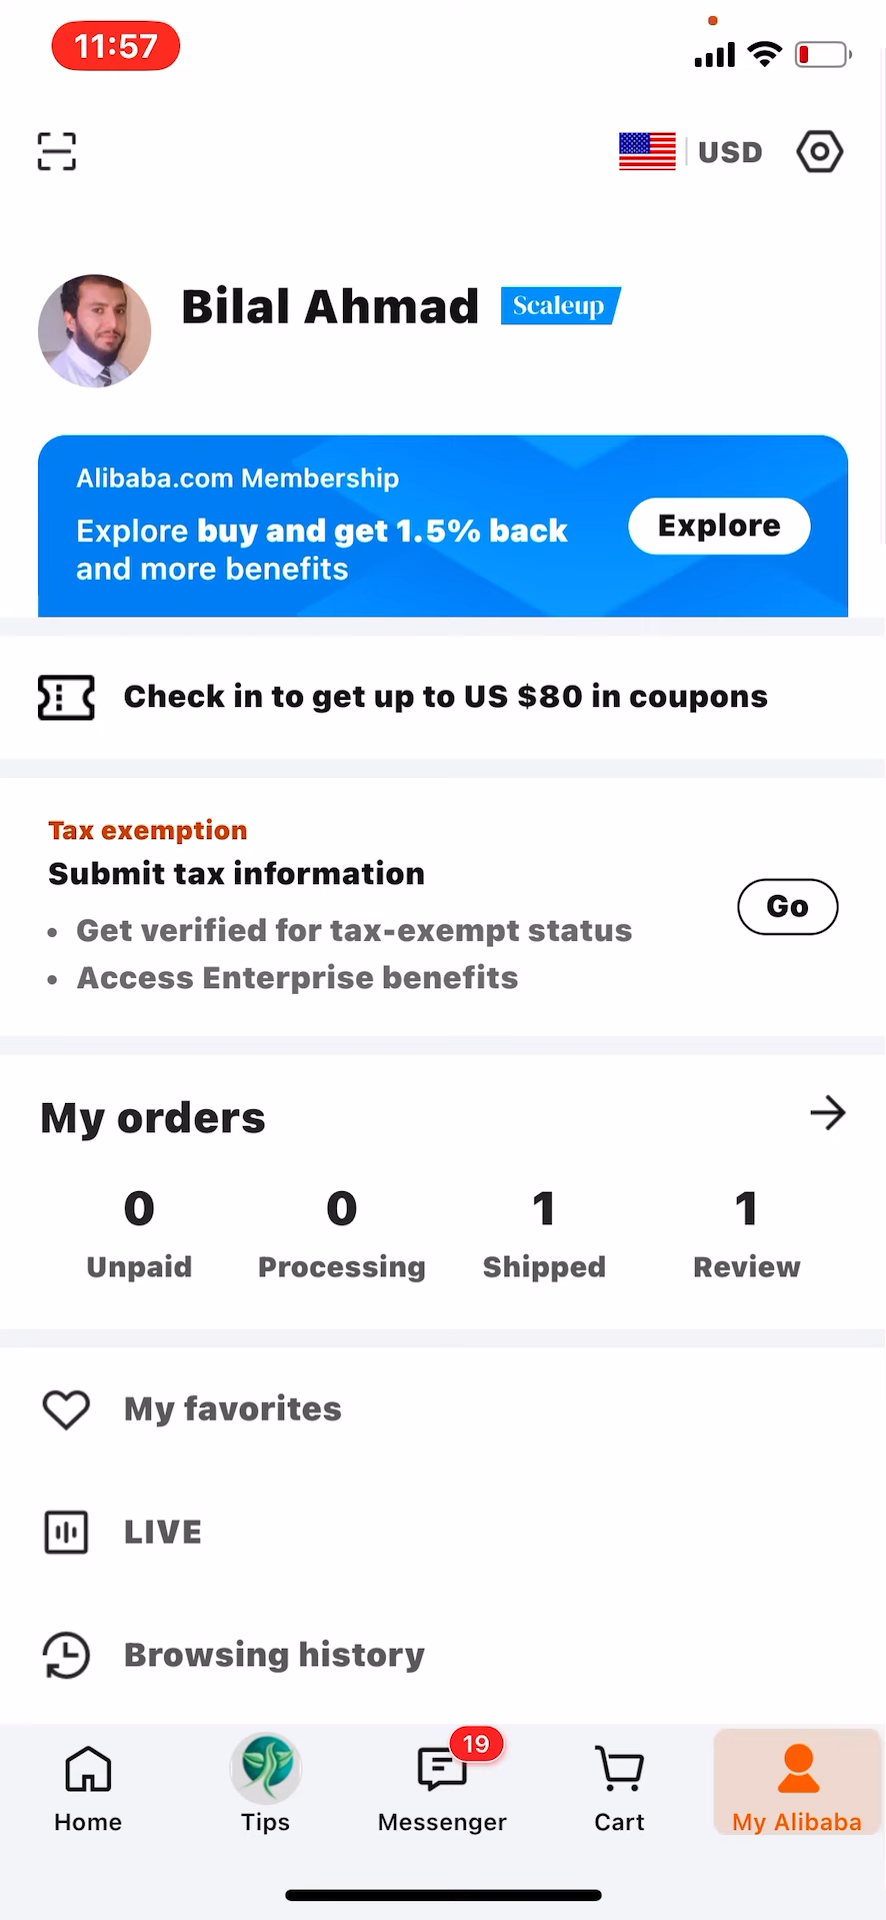 11:57
USD
Bilal Ahmad Scaleup
Alibaba.com Membership
Explore buy and get 1.5% back
and more benefits
Explore
Check in to get up to US $80 in coupons
Tax exemption
Submit tax information
• Get verified for tax-exempt status
• Access Enterprise benefits
Go
My orders
0 0 1 1
Unpaid Processing Shipped Review
My favorites
LIVE
Browsing history
19
Home Tips Messenger Cart My Alibaba